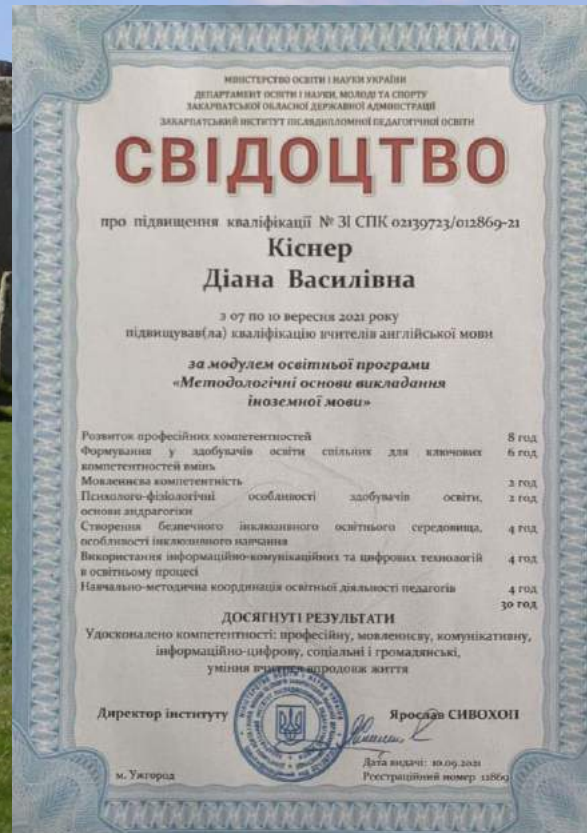 МІНІСТЕРСТВО ОСВІТИ І НАУКИ УКРАЇНИ
ДЕПАРТАМЕНТ ОСВІТИ І НАУКИ, МОЛОДІ ТА СПОРТУ
ЗАКАРПАТСЬКОЇ ОБЛАСНОЇ ДЕРЖАВНОЇ АДМІНІСТРАЦІЇ
ЗАКАРПАТСЬКИЙ ІНСТИТУТ ПІСЛЯДИПЛОМНОЇ ПЕДАГОГІЧНОЇ ОСВІТИ
СВІДОЦТВО
про підвищення кваліфікації № ЗІ СПК 02139723/012869-21
Кіснер
Діана Василівна
з 07 по 10 вересня 2021 року
підвищував(ла) кваліфікацію вчителів англійської мови
за модулем освітньої програми
«Методологічні основи викладання
іноземної мови»
Розвиток професійних компетентностей 8 год
Формування у здобувачів освіти спільних для ключових 6 год
компетентностей вмінь
Мовленнєва компетентність 2 год
Психолого-фізіологічні особливості здобувачів освіти, 2 год
основи андрагогіки
Створення безпечного інклюзивного освітнього середовища, 4 год
особливості інклюзивного навчання
Використання інформаційно-комунікаційних та цифрових технологій 4 год
в освітньому процесі
Навчально-методична координація освітньої діяльності педагогів 4 год
30 год
ДОСЯГНУТІ РЕЗУЛЬТАТИ
Удосконалено компетентності: професійну, мовленнєву, комунікативну,
інформаційно-цифрову, соціальні і громадянські,
уміння вчитися впродовж життя
Директор інституту Ярослав СИВОХОП
Дата видачі: 10.09.2021
м. Ужгород Реєстраційний номер 12869